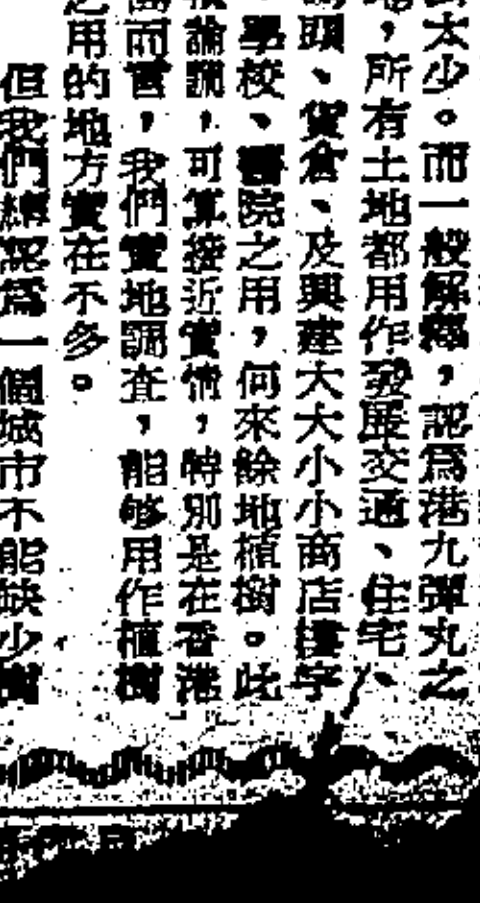 太少。而一般解釋，認爲港九彈丸之
，所有土地都用作發展交通、住宅、
頭、貨倉、及興建大大小小商店樓宇
、學校、醫院之用，何來餘地植樹。此
論調，可算接近實情，特別是在香港
而言，我們實地調查，能够用作植樹
之用的地方實在不多。
但我們總認爲一個城市不能缺少樹